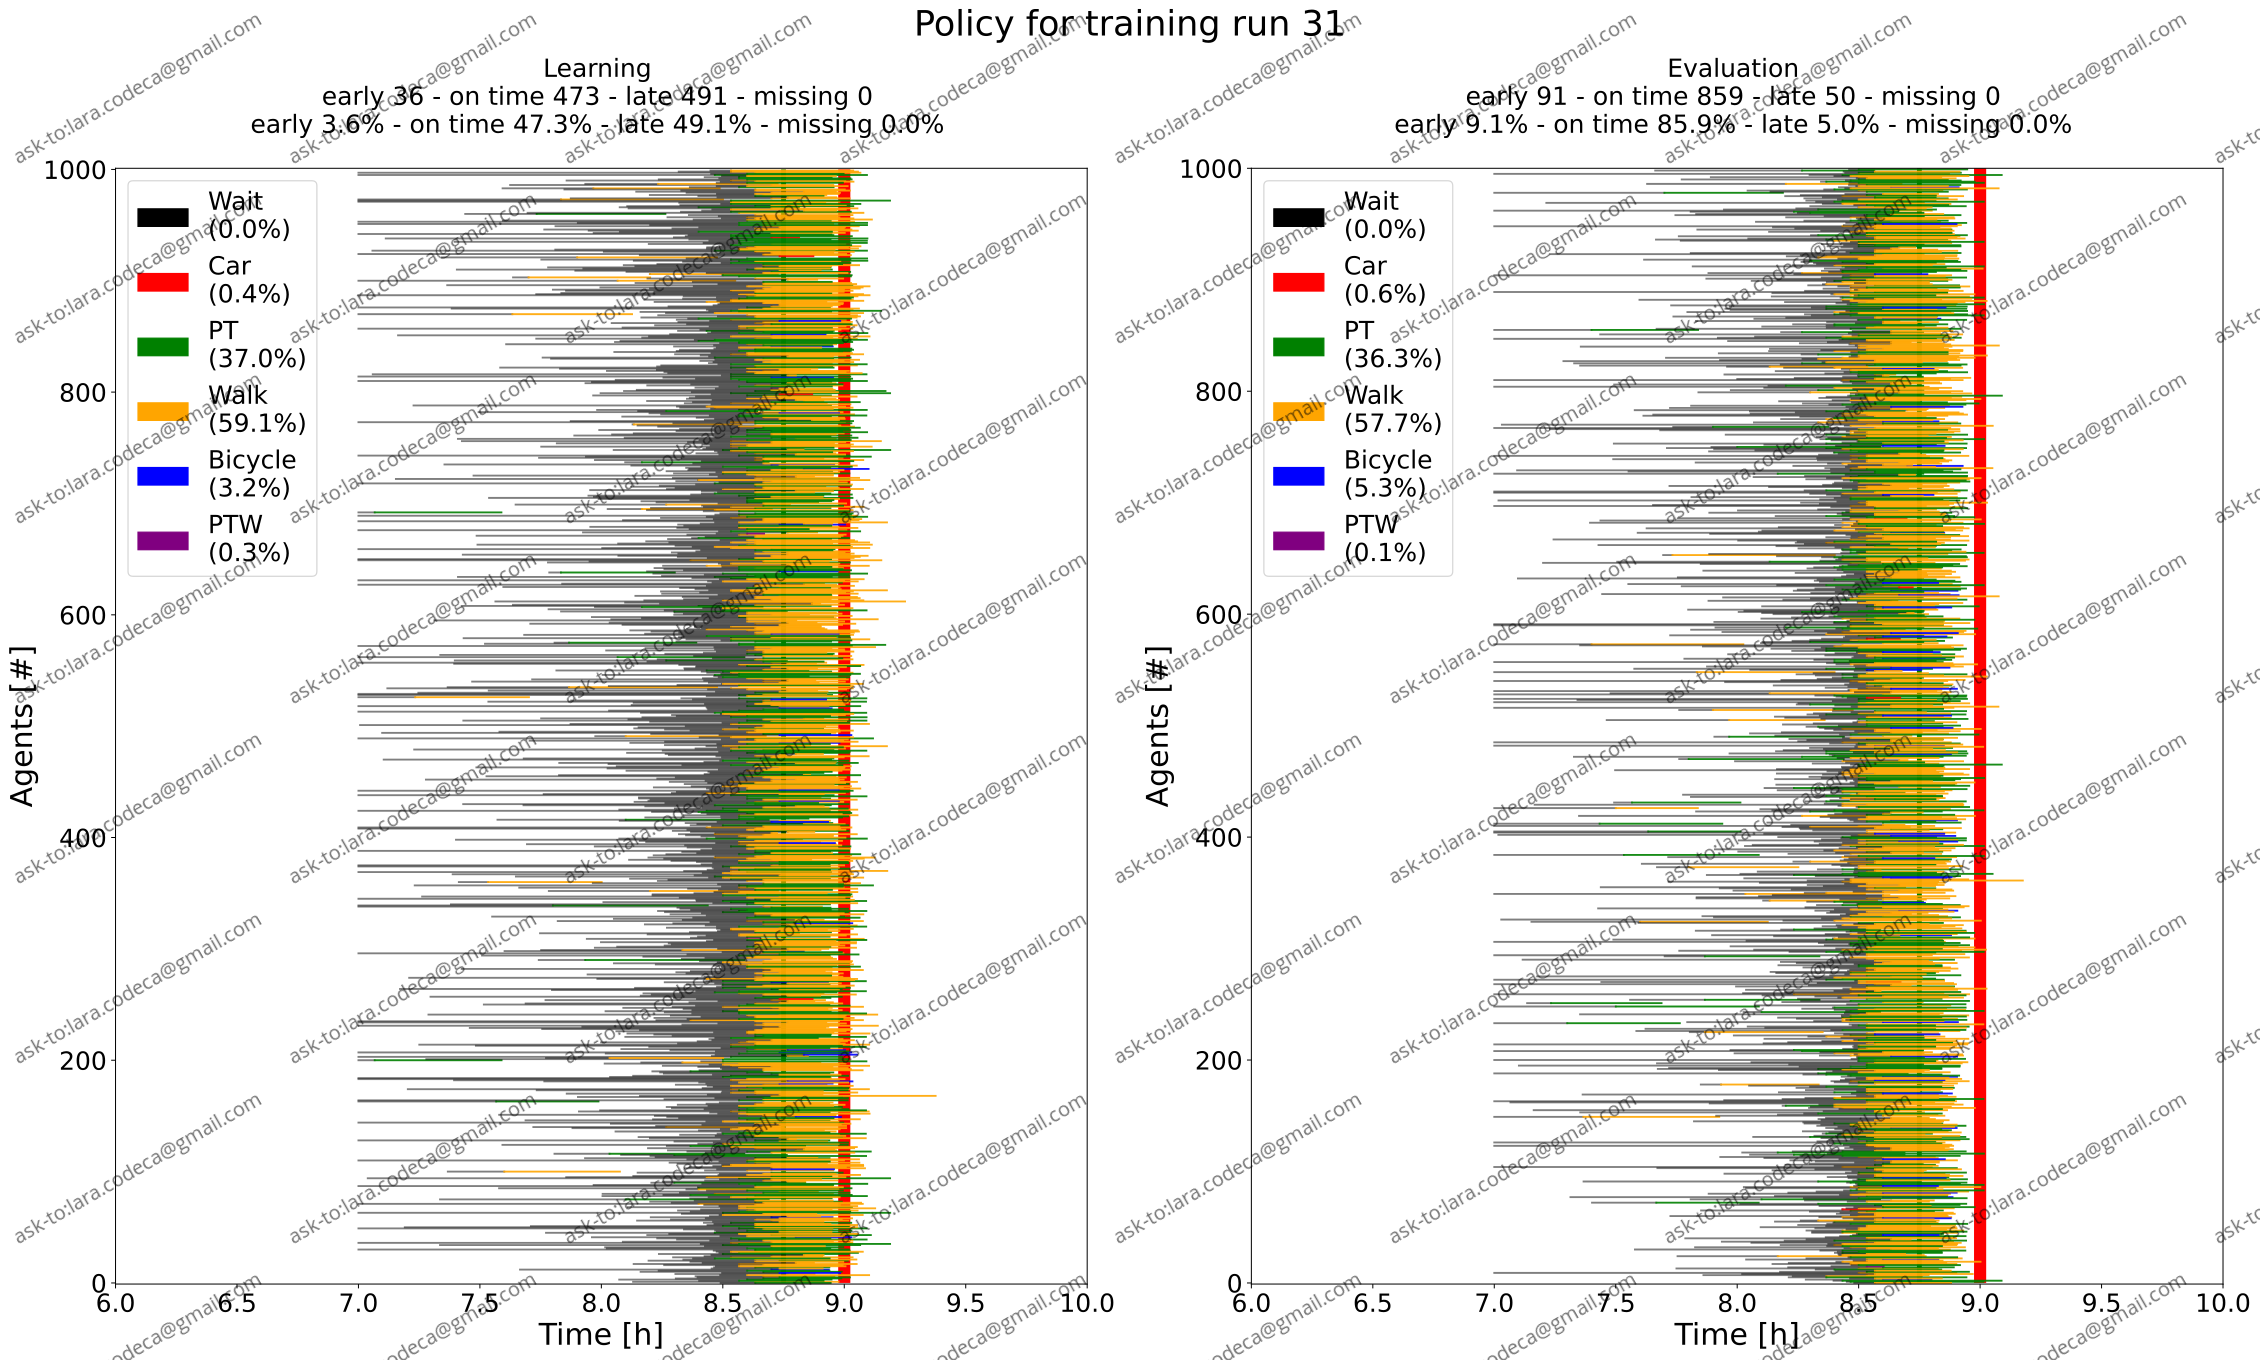 Policy for training run 31
Learning
early 36 - on time 473 - late 491 - missing 0
early 3.6% - on time 47.3% - late 49.1% - missing 0.0%
Wait
(0.0%)
Car
(0.4%)
PT
(37.0%)
Walk
(59.1%)
Bicycle
(3.2%)
PTW
(0.3%)
Agents [#]
1000
800
600
400
200
0
6.0 6.5 7.0 7.5 8.0 8.5 9.0 9.5 10.0
Time [h]
Evaluation
early 91 - on time 859 - late 50 - missing 0
early 9.1% - on time 85.9% - late 5.0% - missing 0.0%
Wait
(0.0%)
Car
(0.6%)
PT
(36.3%)
Walk
(57.7%)
Bicycle
(5.3%)
PTW
(0.1%)
Agents [#]
1000
800
600
400
200
0
6.0 6.5 7.0 7.5 8.0 8.5 9.0 9.5 10.0
Time [h]
ask-to:lara.codeca@gmail.com